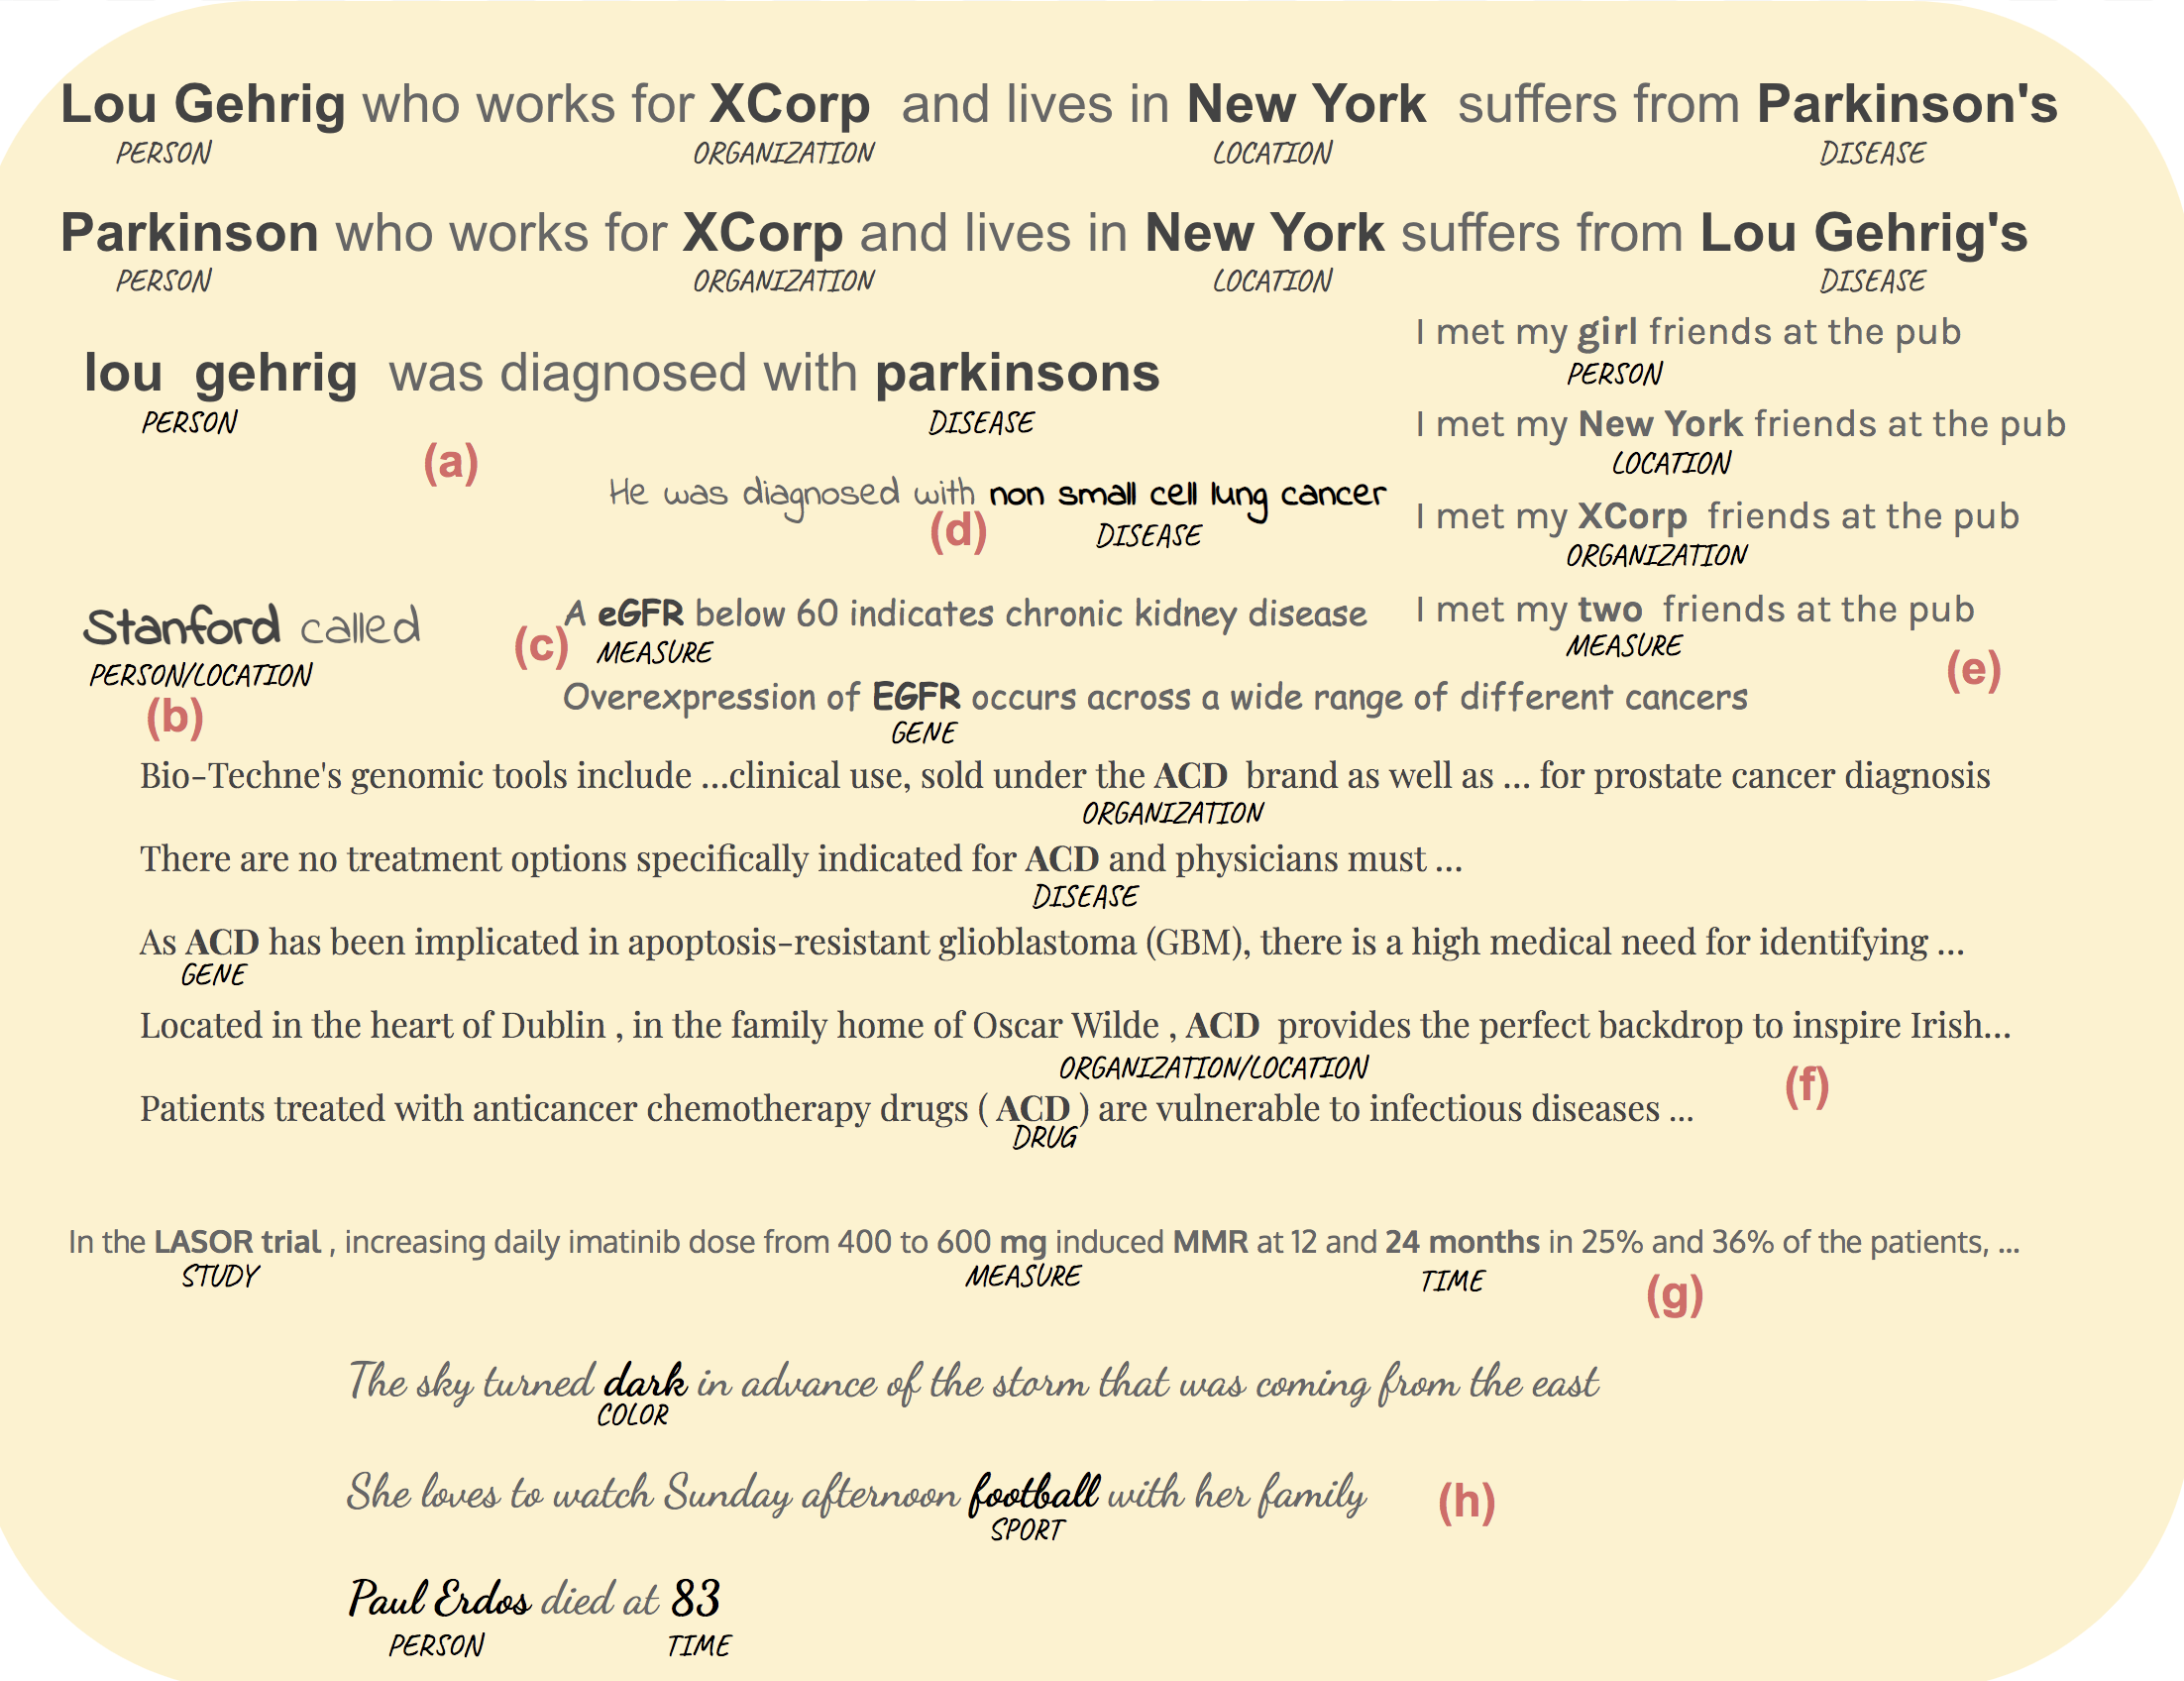 Lou Gehrig who works for XCorp and lives in New York suffers from Parkinson's
PERSON ORGANIZATION LOCATION DISEASE
Parkinson who works for XCorp and lives in New York suffers from Lou Gehrig's
PERSON ORGANIZATION LOCATION DISEASE
lou gehrig was diagnosed with parkinsons
PERSON DISEASE
(a)
I met my girl friends at the pub
PERSON
I met my New York friends at the pub
LOCATION
I met my XCorp friends at the pub
ORGANIZATION
I met my two friends at the pub
MEASURE
(e)
He was diagnosed with non small cell lung cancer
(d) DISEASE
Stanford called
PERSON/LOCATION
(b)
(c) A eGFR below 60 indicates chronic kidney disease
MEASURE
Overexpression of EGFR occurs across a wide range of different cancers
GENE
Bio-Techne's genomic tools include ...clinical use, sold under the ACD brand as well as ... for prostate cancer diagnosis
ORGANIZATION
There are no treatment options specifically indicated for ACD and physicians must ...
DISEASE
As ACD has been implicated in apoptosis-resistant glioblastoma (GBM), there is a high medical need for identifying ...
GENE
Located in the heart of Dublin , in the family home of Oscar Wilde , ACD provides the perfect backdrop to inspire Irish...
ORGANIZATION/LOCATION
(f)
Patients treated with anticancer chemotherapy drugs ( ACD ) are vulnerable to infectious diseases ...
DRUG
In the LASOR trial , increasing daily imatinib dose from 400 to 600 mg induced MMR at 12 and 24 months in 25% and 36% of the patients, ...
STUDY MEASURE TIME
(g)
The sky turned dark in advance of the storm that was coming from the east
COLOR
She loves to watch Sunday afternoon football with her family
SPORT
(h)
Paul Erdos died at 83
PERSON TIME